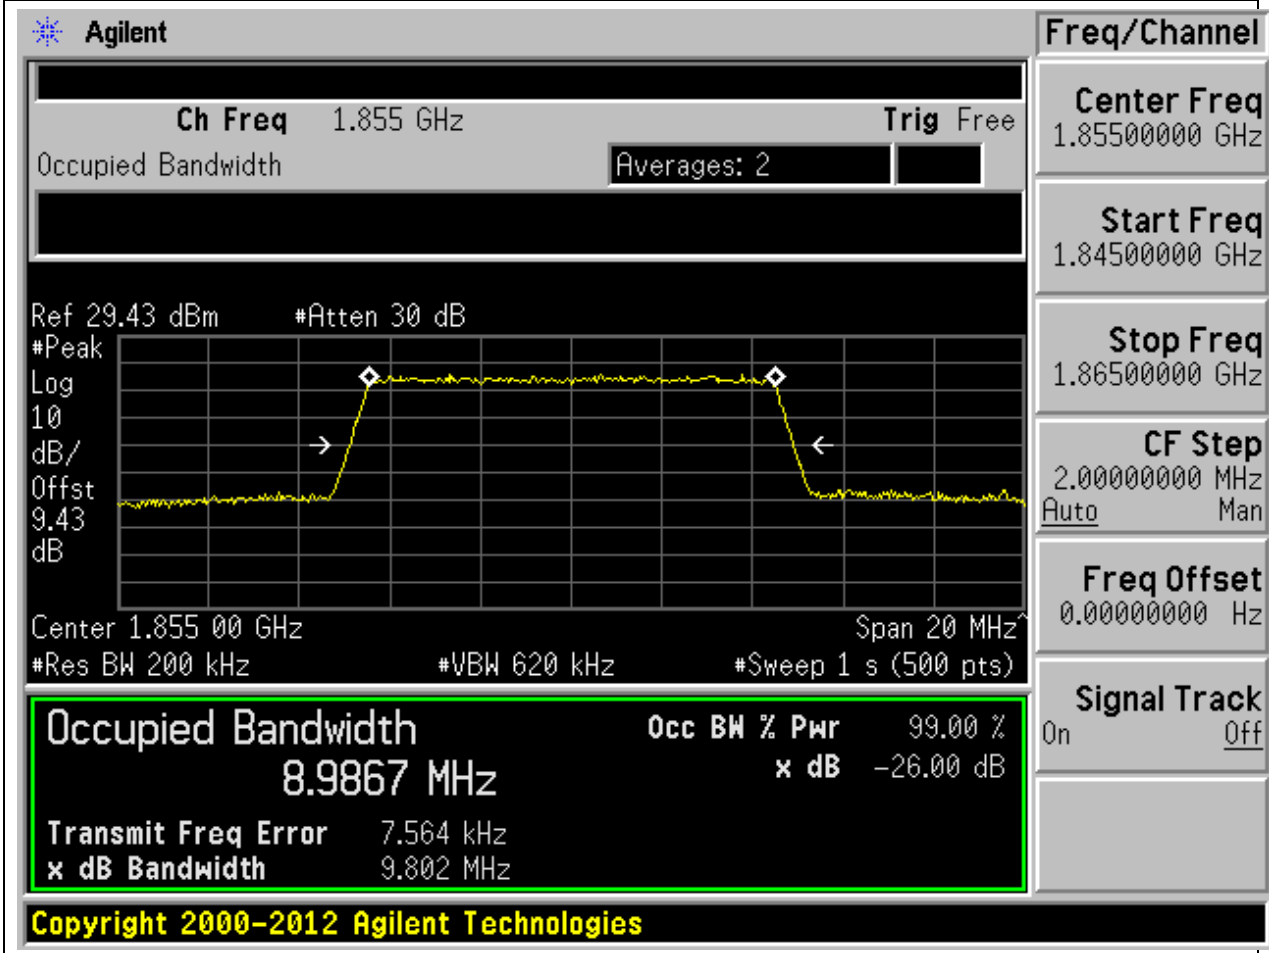 Agilent
Freq/Channel
Ch Freq 1.855 GHz Trig Free
Occupied Bandwidth Averages: 2
Center Freq
1.85500000 GHz
Start Freq
1.84500000 GHz
Stop Freq
1.86500000 GHz
CF Step
2.00000000 MHz
Auto Man
Freq Offset
0.00000000 Hz
Signal Track
On Off
Ref 29.43 dBm #Atten 30 dB
#Peak
Log
10
dB/
Offst
9.43
dB
Center 1.855 00 GHz Span 20 MHz^
#Res BW 200 kHz #VBW 620 kHz #Sweep 1 s (500 pts)
Occupied Bandwidth Occ BW % Pwr 99.00 %
8.9867 MHz x dB -26.00 dB
Transmit Freq Error 7.564 kHz
x dB Bandwidth 9.802 MHz
Copyright 2000-2012 Agilent Technologies